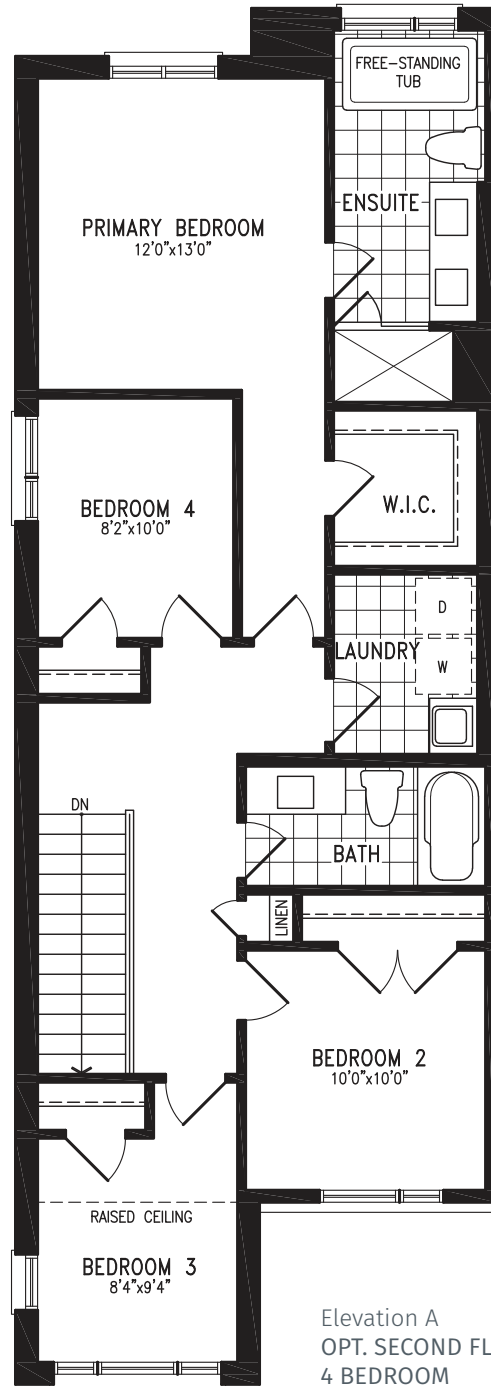 FREE-STANDING
TUB
ENSUITE
PRIMARY BEDROOM
12'0"x13'0"
BEDROOM 4
8'2"x10'0"
W.I.C.
D
LAUNDRY
W
DN
BATH
LINEN
BEDROOM 2
10'0"x10'0"
RAISED CEILING
BEDROOM 3
8'4"x9'4"
Elevation A
OPT. SECOND FL
4 BEDROOM